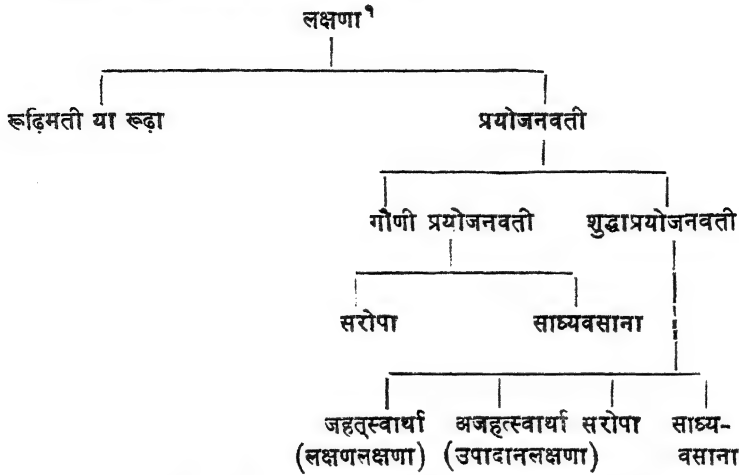 लक्षणा१
रूढ़िमती या रूढ़ा प्रयोजनवती
गौणी प्रयोजनवती शुद्धाप्रयोजनवती
सरोपा साध्यवसाना
जहत्स्वार्था अजहत्स्वार्था सरोपा साध्य-
(लक्षणलक्षणा) (उपादानलक्षणा) वसाना